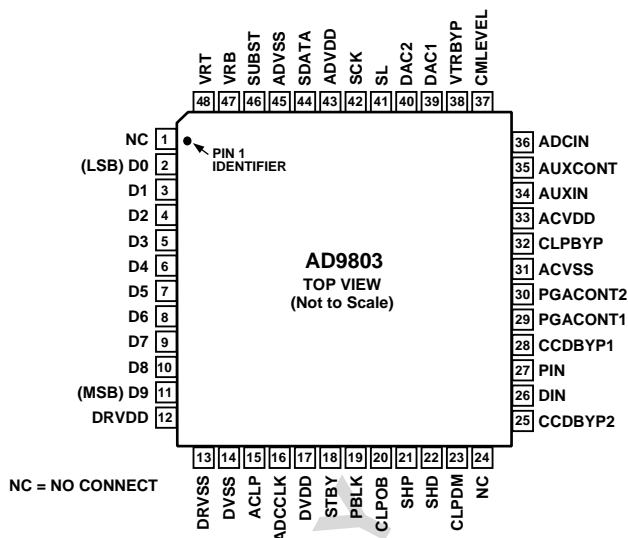 VRT
VRB
SUBST
ADVSS
SDATA
ADVDD
SCK
SL
DAC2
DAC1
VTRBYP
CMLEVEL
48 47 46 45 44 43 42 41 40 39 38 37
NC 1
(LSB) D0 2
D1 3
D2 4
D3 5
D4 6
D5 7
D6 8
D7 9
D8 10
(MSB) D9 11
DRVDD 12
PIN 1
IDENTIFIER
AD9803
TOP VIEW
(Not to Scale)
36 ADCIN
35 AUXCONT
34 AUXIN
33 ACVDD
32 CLPBYP
31 ACVSS
30 PGACONT2
29 PGACONT1
28 CCDBYP1
27 PIN
26 DIN
25 CCDBYP2
13 14 15 16 17 18 19 20 21 22 23 24
DRVSS
DVSS
ACLP
ADCCLK
DVDD
STBY
PBLK
CLPOB
SHP
SHD
CLPDM
NC
NC = NO CONNECT